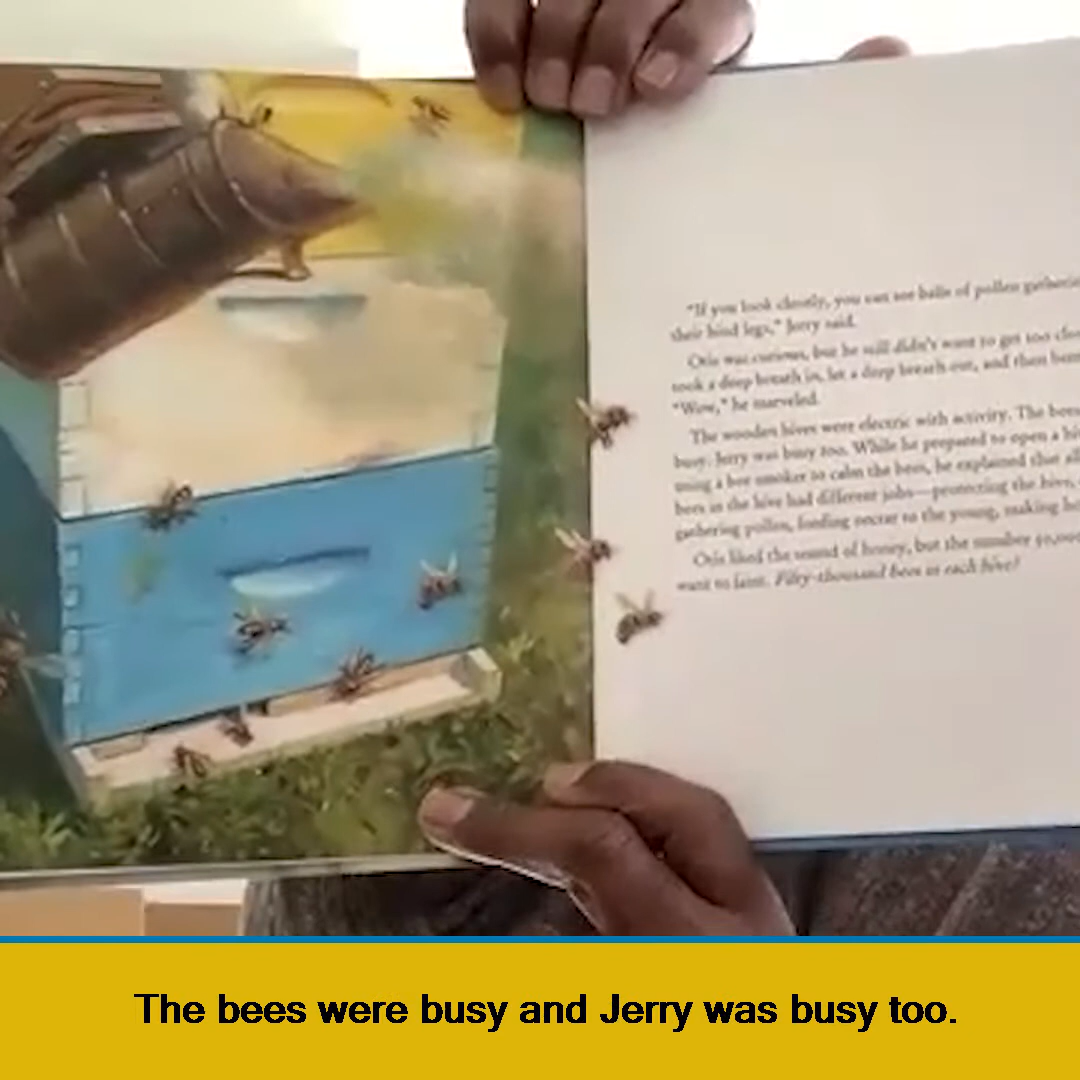 "If you look closely, you can see balls of pollen
their hind legs," Jerry said.
Otis was curious, but he still didn't want to get too
took a deep breath in, let a deep breath out, and then
"Wow," he marveled.
The wooden hives were electric with activity. The bees
busy. Jerry was busy too. While he prepared to open a
using a bee smoker to calm the bees, he explained that
bees in the hive had different jobs—protecting the hive,
gathering pollen, feeding nectar to the young, making
Otis liked the sound of honey, but the number
want to faint. Fifty-thousand bees in each hive?
The bees were busy and Jerry was busy too.